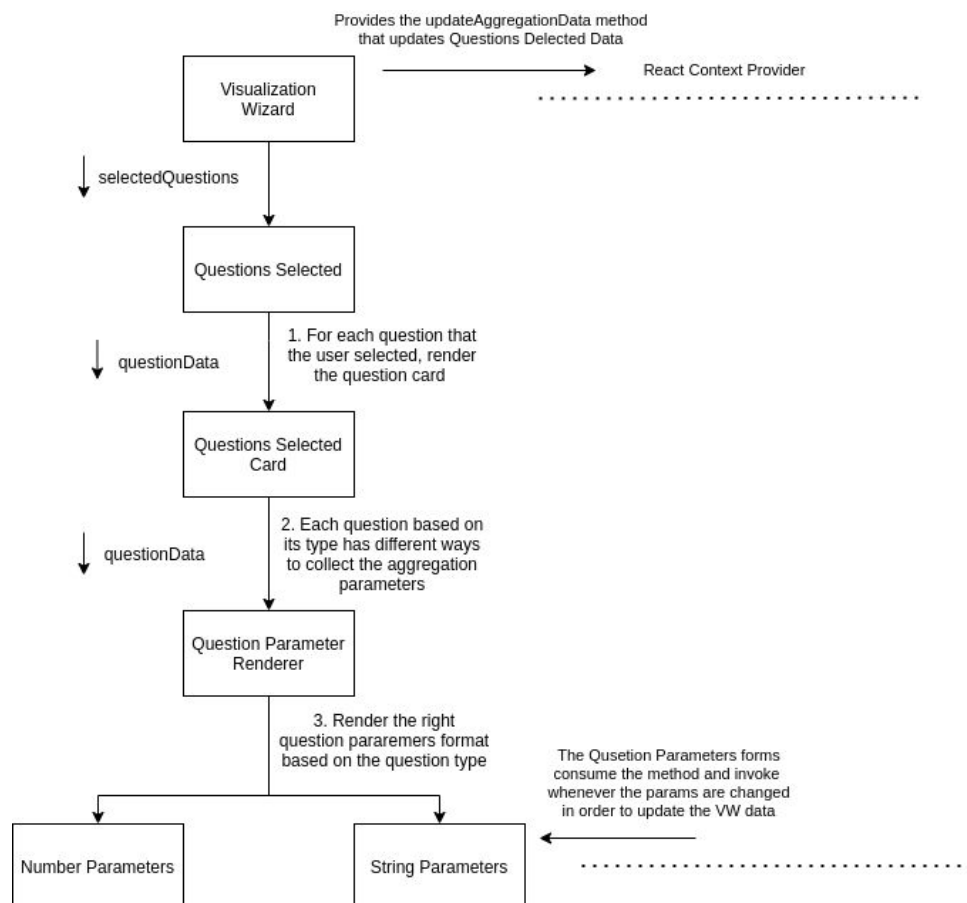 Provides the updateAggregationData method
that updates Questions Delected Data
React Context Provider
Visualization
Wizard
selectedQuestions
Questions Selected
1. For each question that
the user selected, render
the question card
questionData
Questions Selected
Card
2. Each question based on
its type has different ways
to collect the aggregation
parameters
questionData
Question Parameter
Renderer
3. Render the right
question pararemers format
based on the question type
The Qusetion Parameters forms
consume the method and invoke
whenever the params are changed
in order to update the VW data
Number Parameters
String Parameters